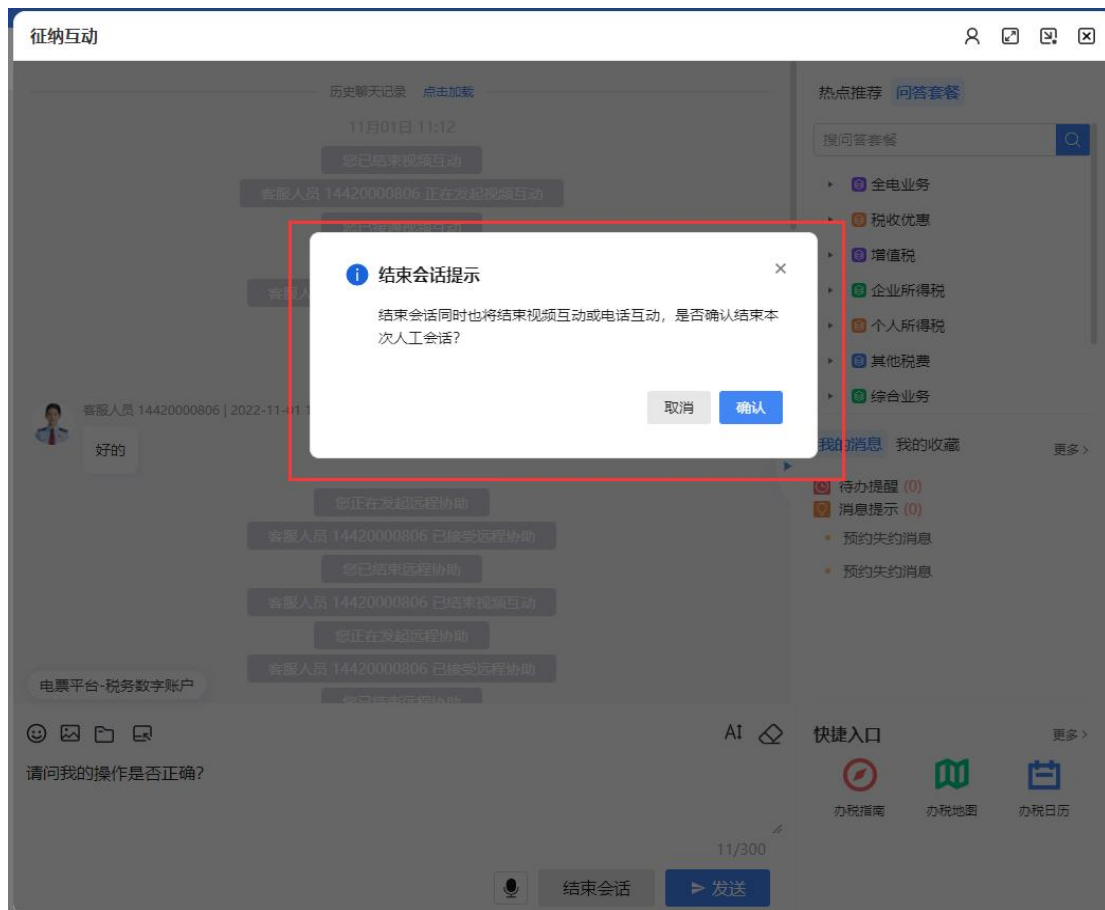 征纳互动
历史聊天记录 点击加载
11月01日 11:12
您已结束视频互动
客服人员 14420000806 正在发起视频互动
结束会话提示
结束会话同时也将结束视频互动或电话互动，是否确认结束本
次人工会话？
取消 确认
客服人员 14420000806 | 2022-11-01 1
好的
您正在发起远程协助
客服人员 14420000806 已接受远程协助
您已结束远程协助
客服人员 14420000806 已结束视频互动
您正在发起远程协助
客服人员 14420000806 已接受远程协助
您已结束远程协助
电票平台-税务数字账户
请问我的操作是否正确?
11/300
结束会话 发送
热点推荐 问答套餐
搜问答套餐
全电业务
税收优惠
增值税
企业所得税
个人所得税
其他税费
综合业务
我的消息 我的收藏 更多
待办提醒 (0)
消息提示 (0)
预约失约消息
预约失约消息
快捷入口 更多
办税指南 办税地图 办税日历